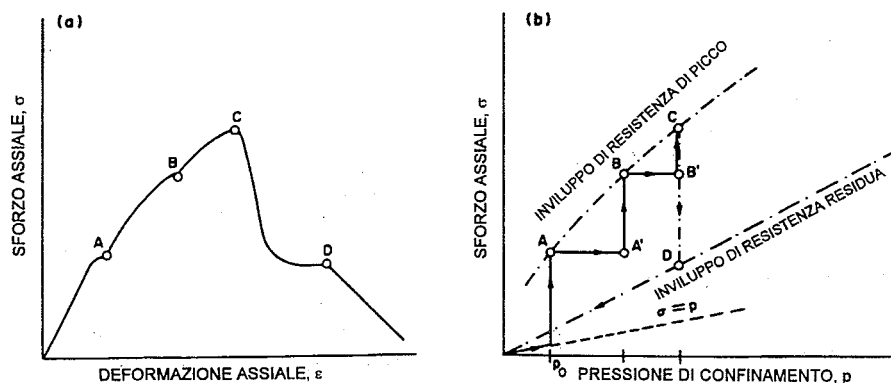 (a)
SFORZO ASSIALE, σ
A
B
C
D
DEFORMAZIONE ASSIALE, ε
(b)
SFORZO ASSIALE, σ
INVILUPPO DI RESISTENZA DI PICCO
C
B
B'
A
A'
D
INVILUPPO DI RESISTENZA RESIDUA
σ = p
p₀
PRESSIONE DI CONFINAMENTO, p